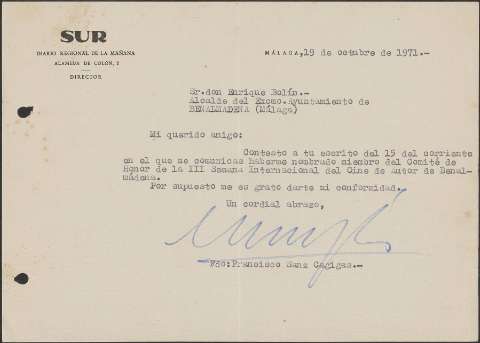 SUR
DIARIO REGIONAL DE LA MAÑANA
ALAMEDA DE COLÓN, 2
DIRECTOR
MÁLAGA, 19 de octubre de 1971.-
Sr.don Enrique Bolín.-
Alcalde del Excmo.Ayuntamiento de
BENALMADENA (Málaga)
Mi querido amigo:
Contesto a tu escrito del 15 del corriente
en el que me comunicas haberme nombrado miembro del Comité de
Honor de la III Semana Internacional del Cine de Autor de Benal-
mádena.
Por supuesto me es grato darte mi conformidad.
Un cordial abrazo,
Fdo:Francisco Sanz Cagigas.-